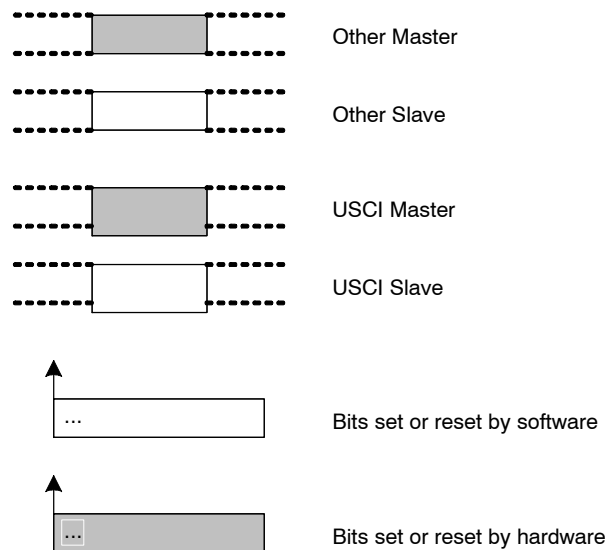 Other Master
Other Slave
USCI Master
USCI Slave
...
Bits set or reset by software
...
Bits set or reset by hardware